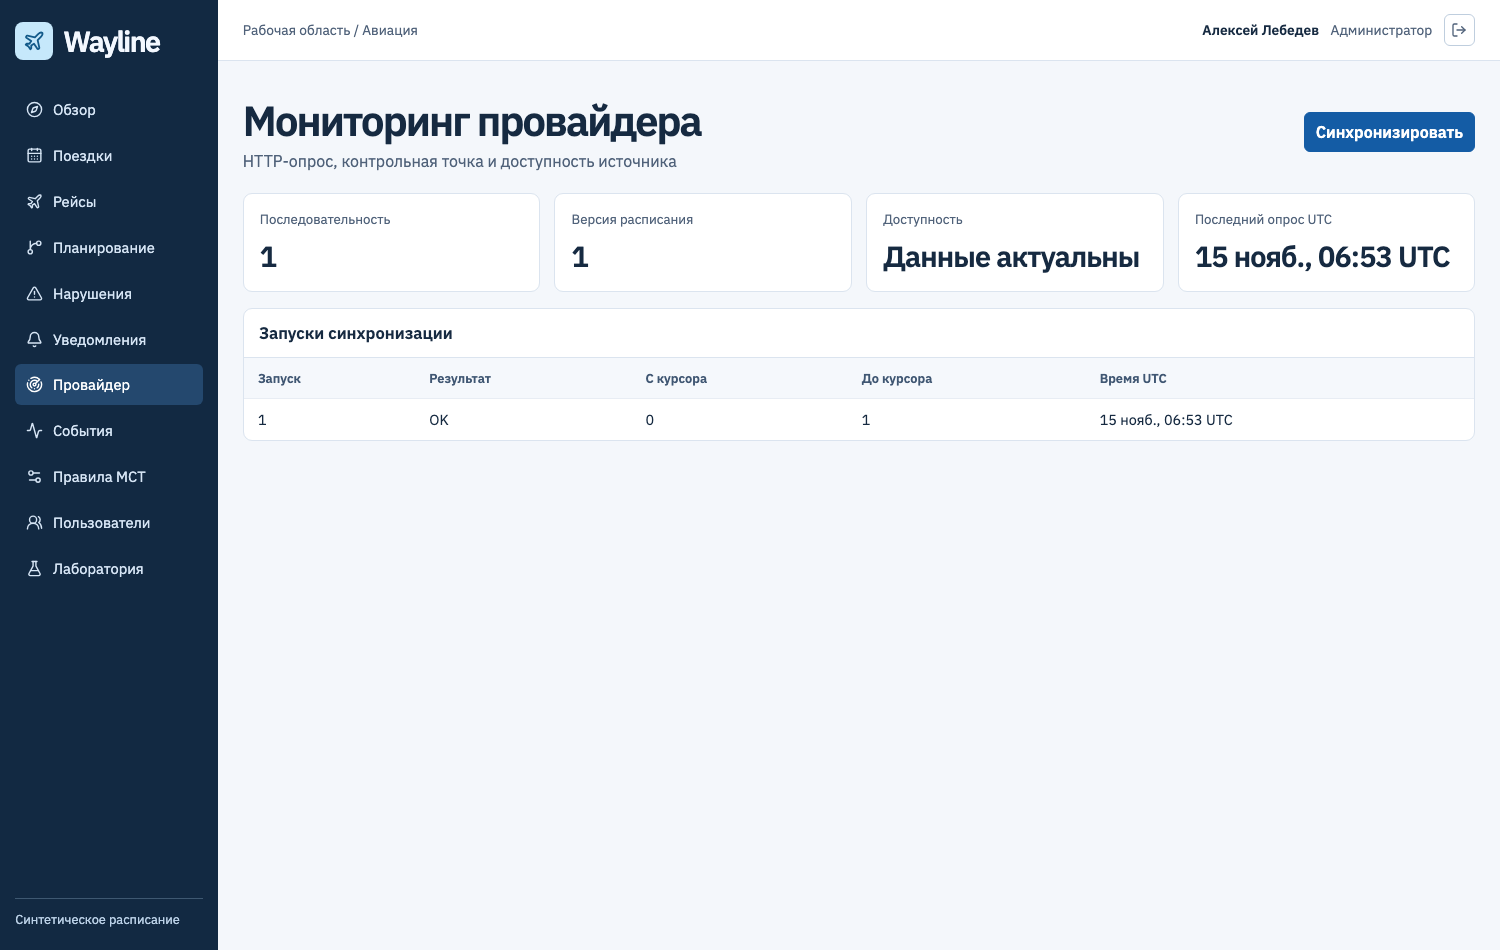 Wayline
Рабочая область / Авиация
Алексей Лебедев Администратор
Обзор
Поездки
Рейсы
Планирование
Нарушения
Уведомления
Провайдер
События
Правила МСТ
Пользователи
Лаборатория
Синтетическое расписание
Мониторинг провайдера
HTTP-опрос, контрольная точка и доступность источника
Синхронизировать
Последовательность
1
Версия расписания
1
Доступность
Данные актуальны
Последний опрос UTC
15 нояб., 06:53 UTC
Запуски синхронизации
Запуск Результат С курсора До курсора Время UTC
1 OK 0 1 15 нояб., 06:53 UTC